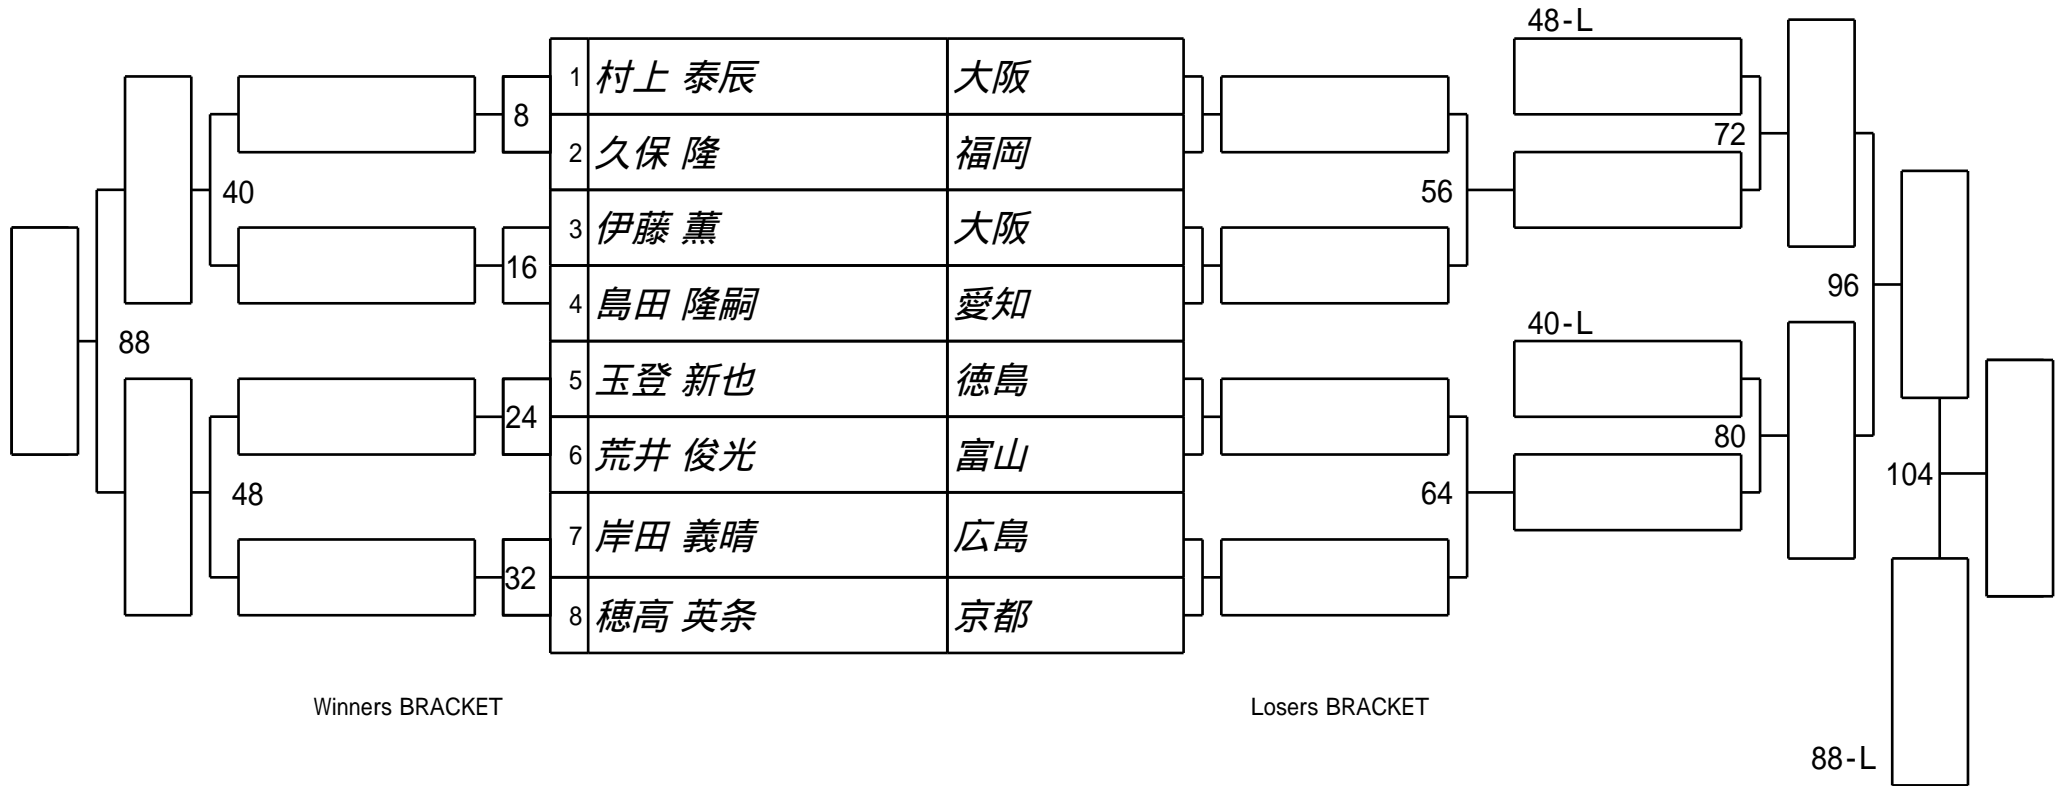 48-L
1 村上 泰辰 大阪
8
2 久保 隆 福岡
72
40
56
3 伊藤 薫 大阪
16
4 島田 隆嗣 愛知
96
88
40-L
5 玉登 新也 徳島
24
80
6 荒井 俊光 富山
104
48
64
7 岸田 義晴 広島
32
8 穂高 英条 京都
Winners BRACKET
Losers BRACKET
88-L